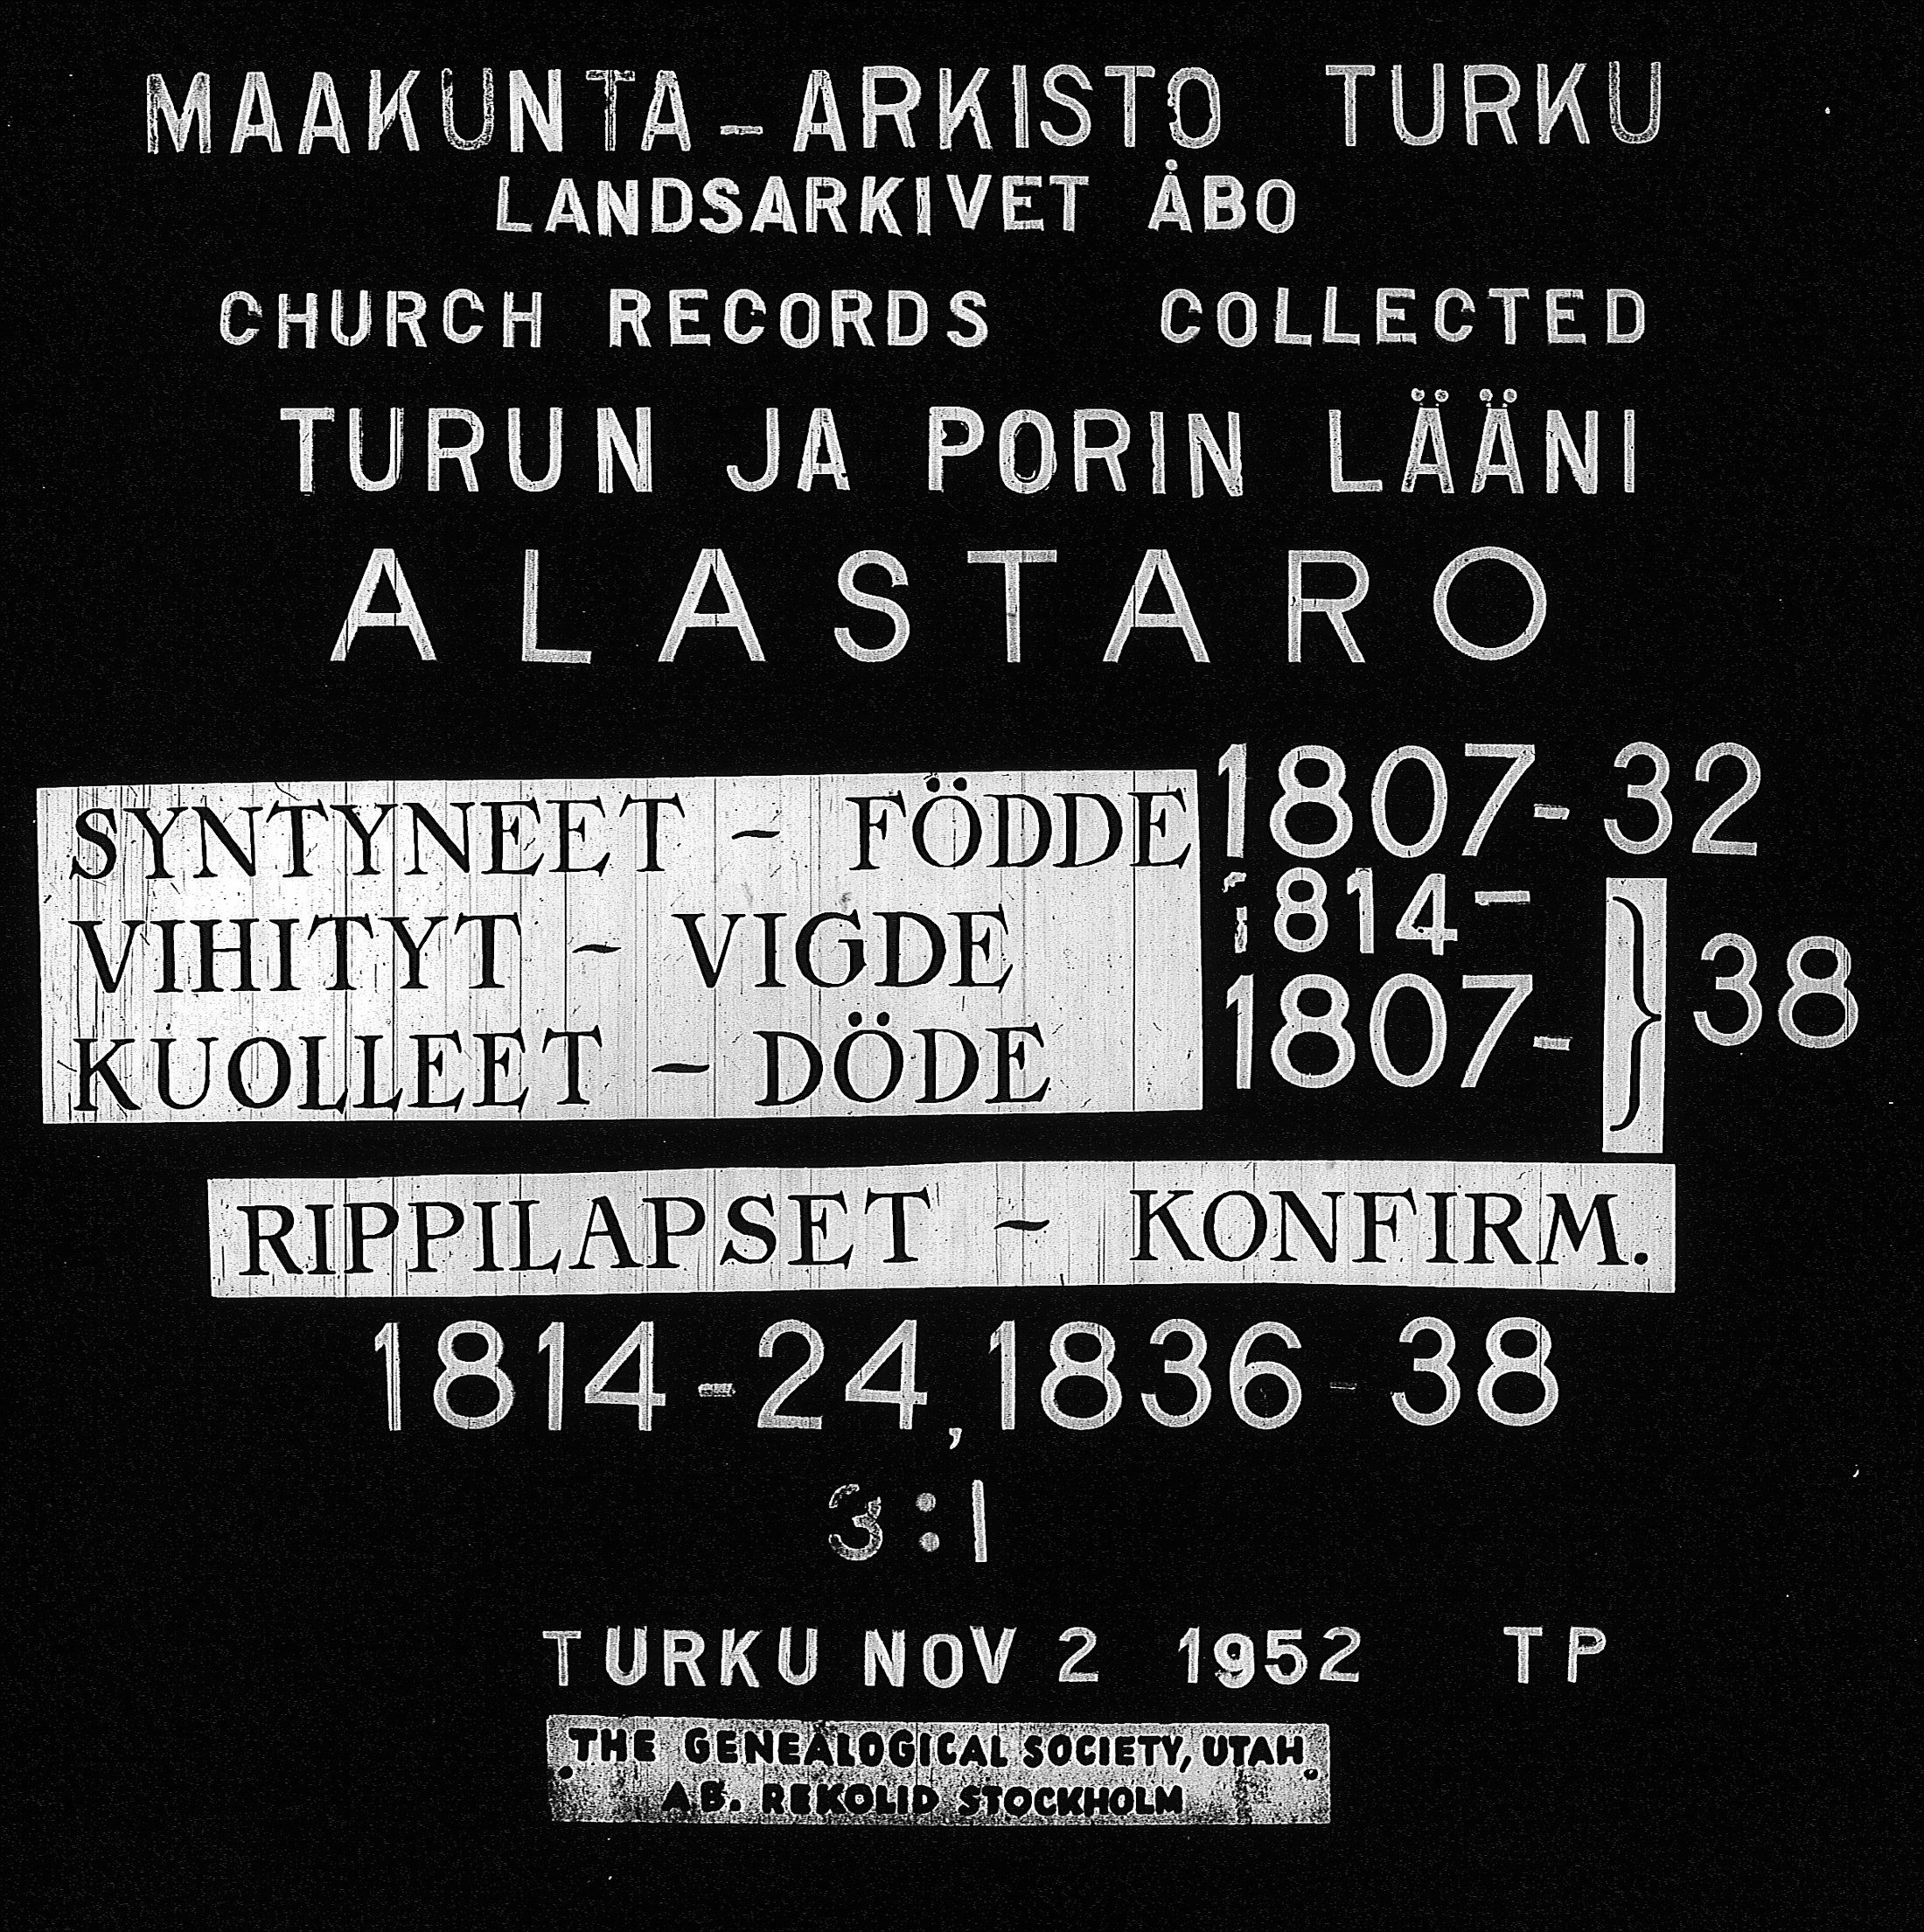 MAAKUNTA-ARKISTO TURKU
LANDSARKIVET ÅBO
CHURCH RECORDS COLLECTED
TURUN JA PORIN LÄÄNI
ALASTARO
SYNTYNEET - FÖDDE 1807-32
VIHITYT - VIGDE 1814-
KUOLLEET - DÖDE 1807- } 38
RIPPILAPSET - KONFIRM.
1814-24, 1836-38
3:1
TURKU NOV 2 1952 TP
THE GENEALOGICAL SOCIETY, UTAH.
AB. REKOLID STOCKHOLM